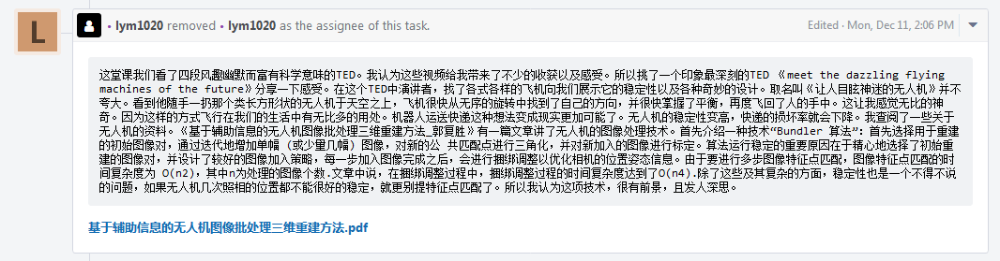 L
• lym1020 removed • lym1020 as the assignee of this task.
Edited · Mon, Dec 11, 2:06 PM
这堂课我们看了四段风趣幽默而富有科学意味的TED。我认为这些视频给我带来了不少的收获以及感受。所以挑了一个印象最深刻的TED 《meet the dazzling flying
machines of the future》分享一下感受。在这个TED中演讲者，找了各式各样的飞机向我们展示它的稳定性以及各种奇妙的设计。取名叫《让人目眩神迷的无人机》并不
夸大。看到他随手一扔那个类长方形状的无人机于天空之上，飞机很快从无序的旋转中找到了自己的方向，并很快掌握了平衡，再度飞回了人的手中。这让我感觉无比的神
奇。因为这样的方式飞行在我们的生活中有无比多的用处。机器人运送快递这种想法变成现实更加可能了。无人机的稳定性变高，快递的损坏率就会下降。我查阅了一些关于
无人机的资料。《基于辅助信息的无人机图像批处理三维重建方法_郭复胜》有一篇文章讲了无人机的图像处理技术。首先介绍一种技术“Bundler 算法”：首先选择用于重建
的初始图像对，通过迭代地增加单幅（或少量几幅）图像，对新的公 共匹配点进行三角化，并对新加入的图像进行标定。算法运行稳定的重要原因在于精心地选择了初始重
建的图像对，并设计了较好的图像加入策略，每一步加入图像完成之后，会进行捆绑调整以优化相机的位置姿态信息。由于要进行多步图像特征点匹配，图像特征点匹配的时
间复杂度为 O(n2)，其中n为处理的图像个数.文章中说，在捆绑调整过程中，捆绑调整过程的时间复杂度达到了O(n4).除了这些及其复杂的方面，稳定性也是一个不得不说
的问题，如果无人机几次照相的位置都不能很好的稳定，就更别提特征点匹配了。所以我认为这项技术，很有前景，且发人深思。
基于辅助信息的无人机图像批处理三维重建方法.pdf